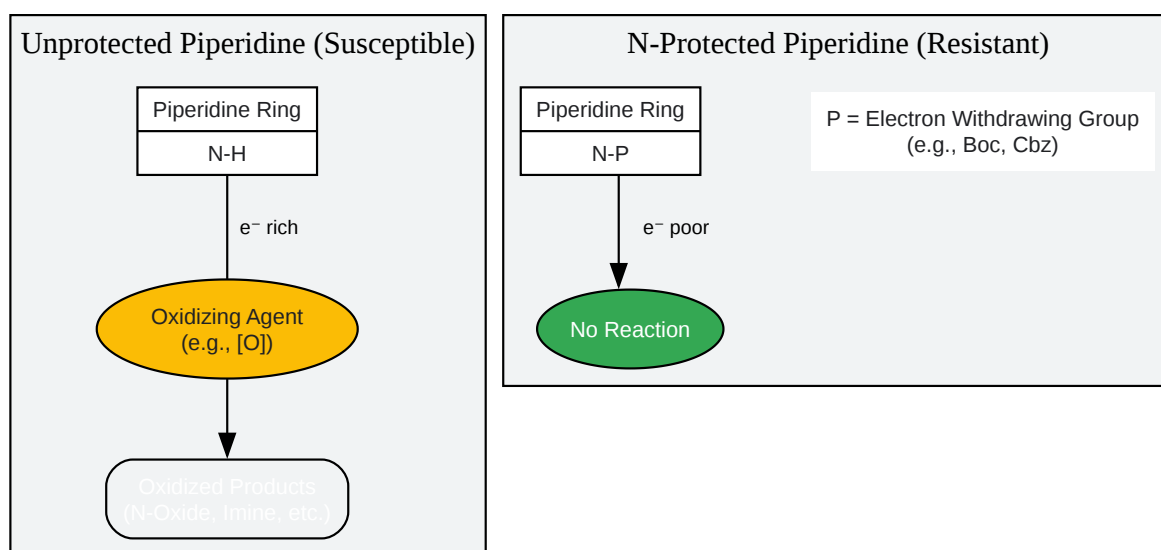 Unprotected Piperidine (Susceptible)
Piperidine Ring
N-H
e⁻ rich
Oxidizing Agent
(e.g., [O])
Oxidized Products
(N-Oxide, Imine, etc.)
N-Protected Piperidine (Resistant)
Piperidine Ring
N-P
e⁻ poor
No Reaction
P = Electron Withdrawing Group
(e.g., Boc, Cbz)